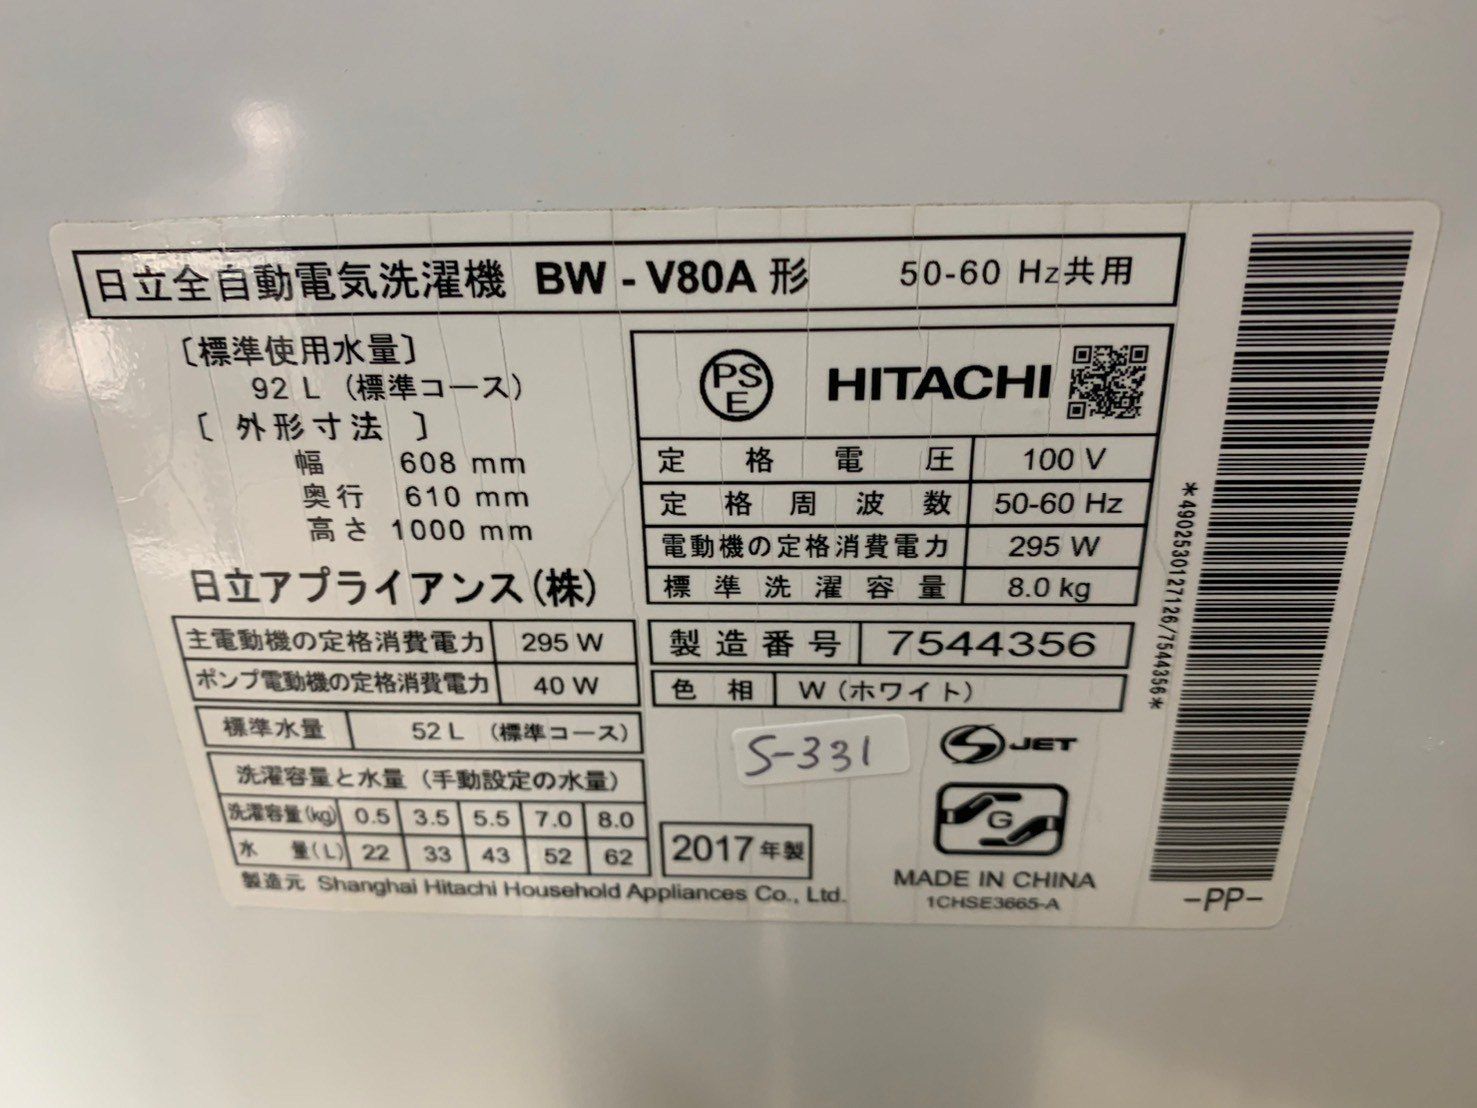 日立全自動電気洗濯機 BW-V80A 形 50-60 Hz共用
〔標準使用水量〕
92 L (標準コース)
〔 外形寸法 〕
幅 608 mm
奥行 610 mm
高さ 1000 mm
日立アプライアンス(株)
主電動機の定格消費電力 295 W
ポンプ電動機の定格消費電力 40 W
標準水量 52 L (標準コース)
洗濯容量と水量 (手動設定の水量)
洗濯容量(kg) 0.5 3.5 5.5 7.0 8.0
水 量(L) 22 33 43 52 62
製造元 Shanghai Hitachi Household Appliances Co., Ltd.
PS
E
HITACHI
定格電圧 100 V
定格周波数 50-60 Hz
電動機の定格消費電力 295 W
標準洗濯容量 8.0 kg
製造番号 7544356
色相 W (ホワイト)
S-331
S JET
G
2017年製
MADE IN CHINA
1CHSE3665-A
*4902530127126/7544356*
-PP-